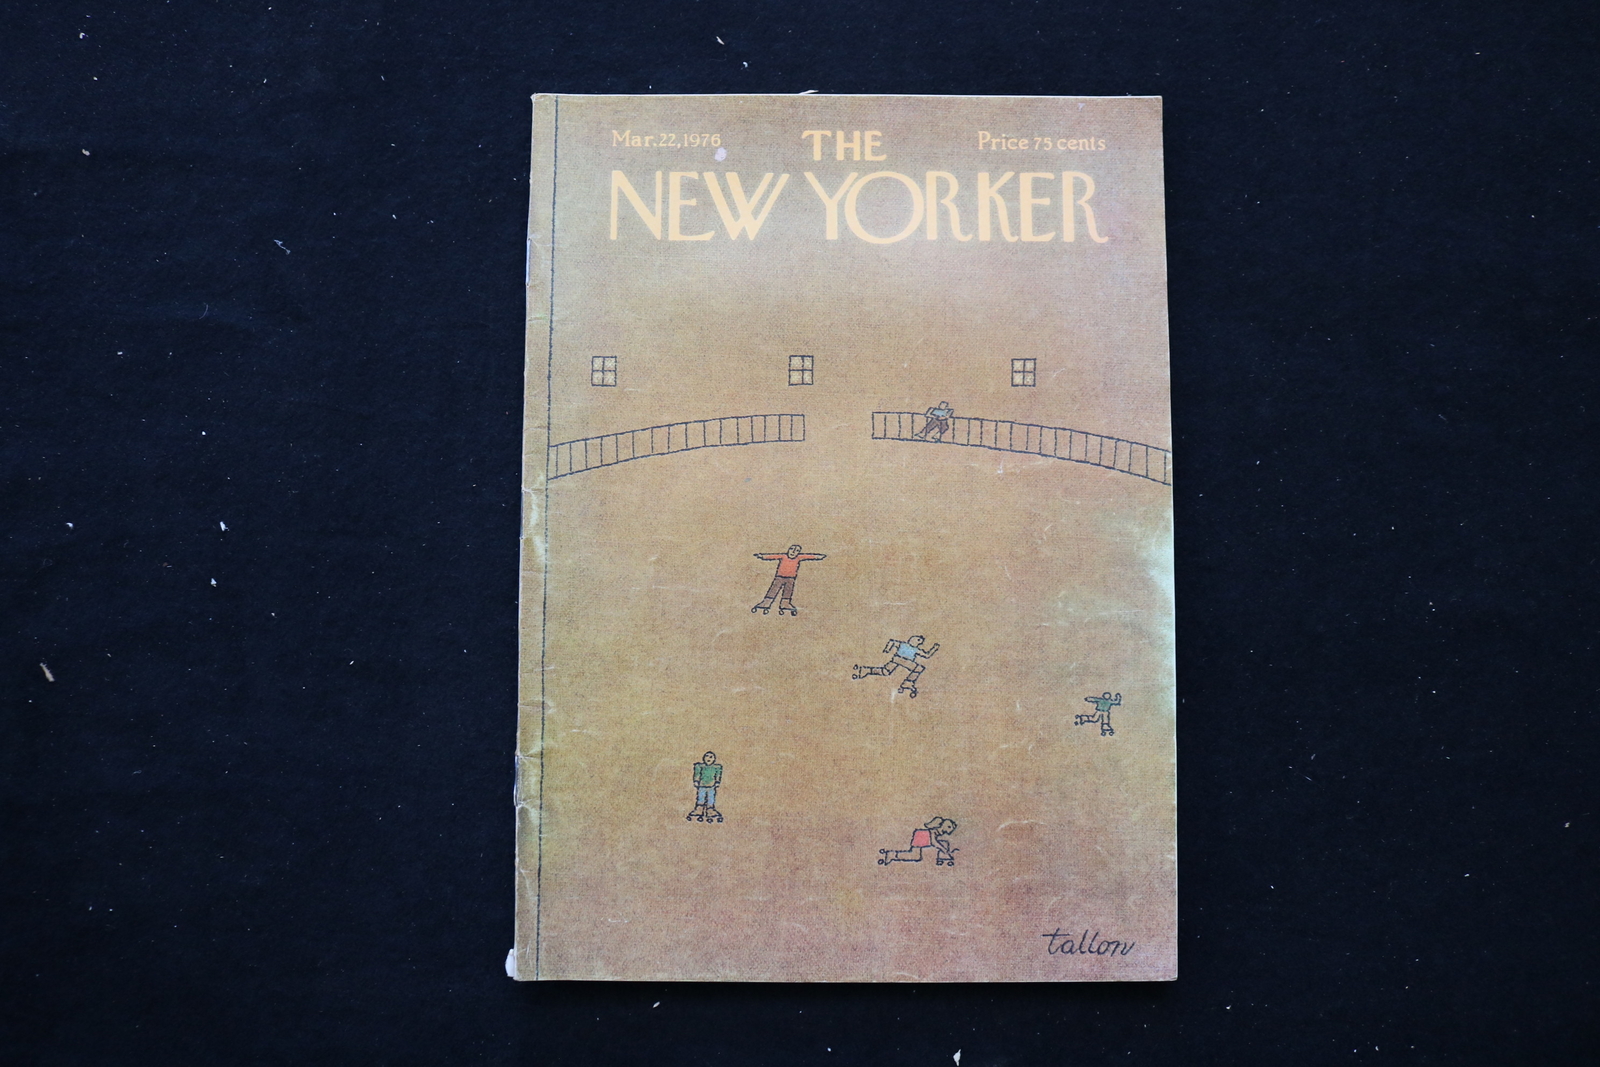 Mar.22,1976
THE
Price 75 cents
NEW YORKER
tallon